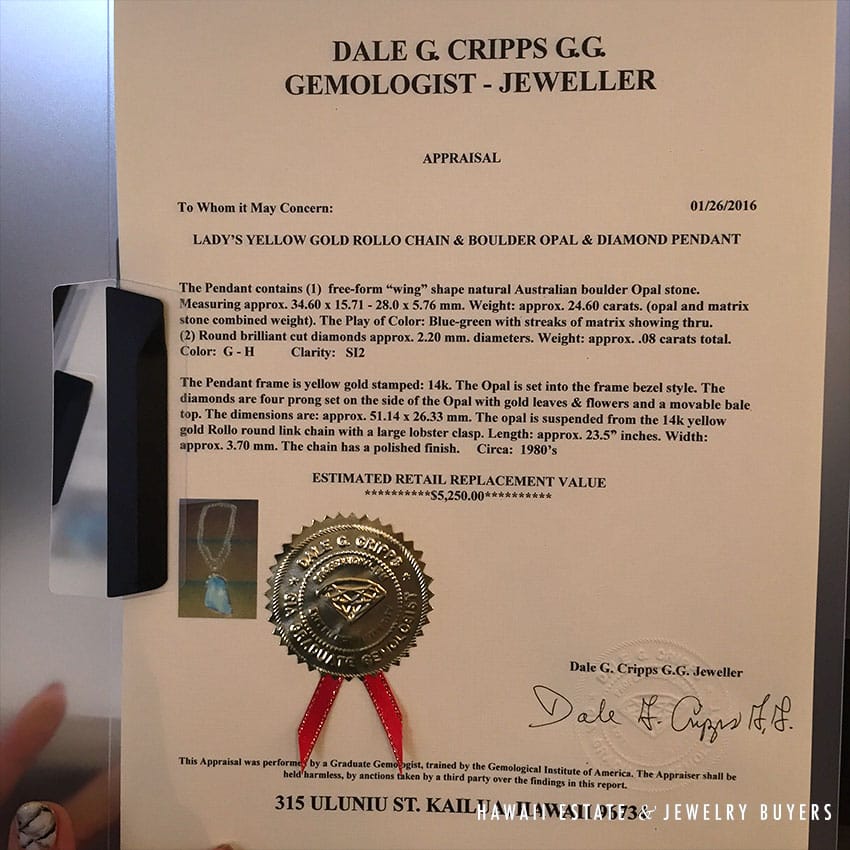 DALE G. CRIPPS G.G.
GEMOLOGIST - JEWELLER
APPRAISAL
To Whom it May Concern:
01/26/2016
LADY'S YELLOW GOLD ROLLO CHAIN & BOULDER OPAL & DIAMOND PENDANT
The Pendant contains (1) free-form “wing” shape natural Australian boulder Opal stone.
Measuring approx. 34.60 x 15.71 - 28.0 x 5.76 mm. Weight: approx. 24.60 carats. (opal and matrix
stone combined weight). The Play of Color: Blue-green with streaks of matrix showing thru.
(2) Round brilliant cut diamonds approx. 2.20 mm. diameters. Weight: approx. .08 carats total.
Color: G - H Clarity: SI2
The Pendant frame is yellow gold stamped: 14k. The Opal is set into the frame bezel style. The
diamonds are four prong set on the side of the Opal with gold leaves & flowers and a movable bale
top. The dimensions are: approx. 51.14 x 26.33 mm. The opal is suspended from the 14k yellow
gold Rollo round link chain with a large lobster clasp. Length: approx. 23.5” inches. Width:
approx. 3.70 mm. The chain has a polished finish. Circa: 1980's
ESTIMATED RETAIL REPLACEMENT VALUE
**********$5,250.00**********
DALE G. CRIPPS
GIA GRADUATE GEMOLOGIST
Dale G. Cripps G.G. Jeweller
DALE G. CRIPPS
Dale G. Cripps G.G.
This Appraisal was performed by a Graduate Gemologist, trained by the Gemological Institute of America. The Appraiser shall be
held harmless, by anctions taken by a third party over the findings in this report.
315 ULUNIU ST. KAILUA, HAWAII 96734
HAWAII ESTATE & JEWELRY BUYERS